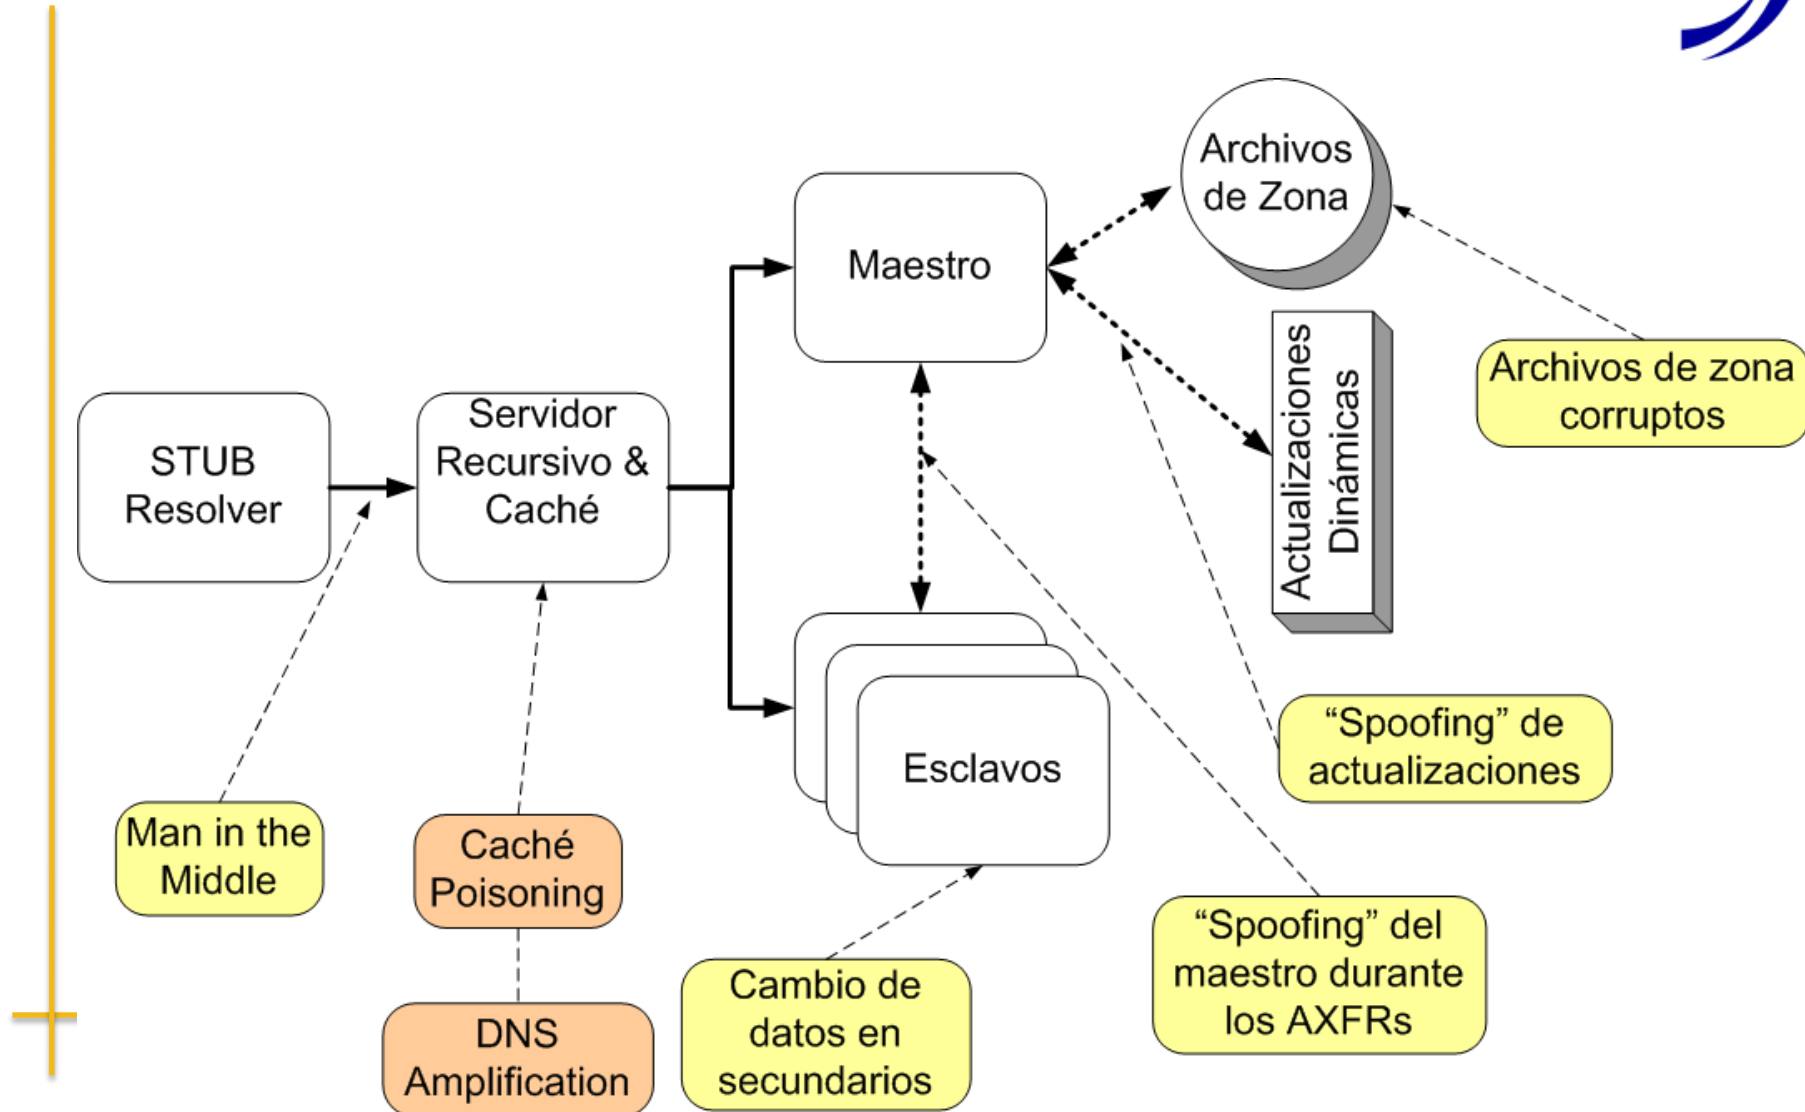 Archivos
de Zona
Maestro
Actualizaciones
Dinámicas
Archivos de zona
corruptos
STUB
Resolver
Servidor
Recursivo &
Caché
Esclavos
“Spoofing” de
actualizaciones
Man in the
Middle
Caché
Poisoning
“Spoofing” del
maestro durante
los AXFRs
Cambio de
datos en
secundarios
DNS
Amplification